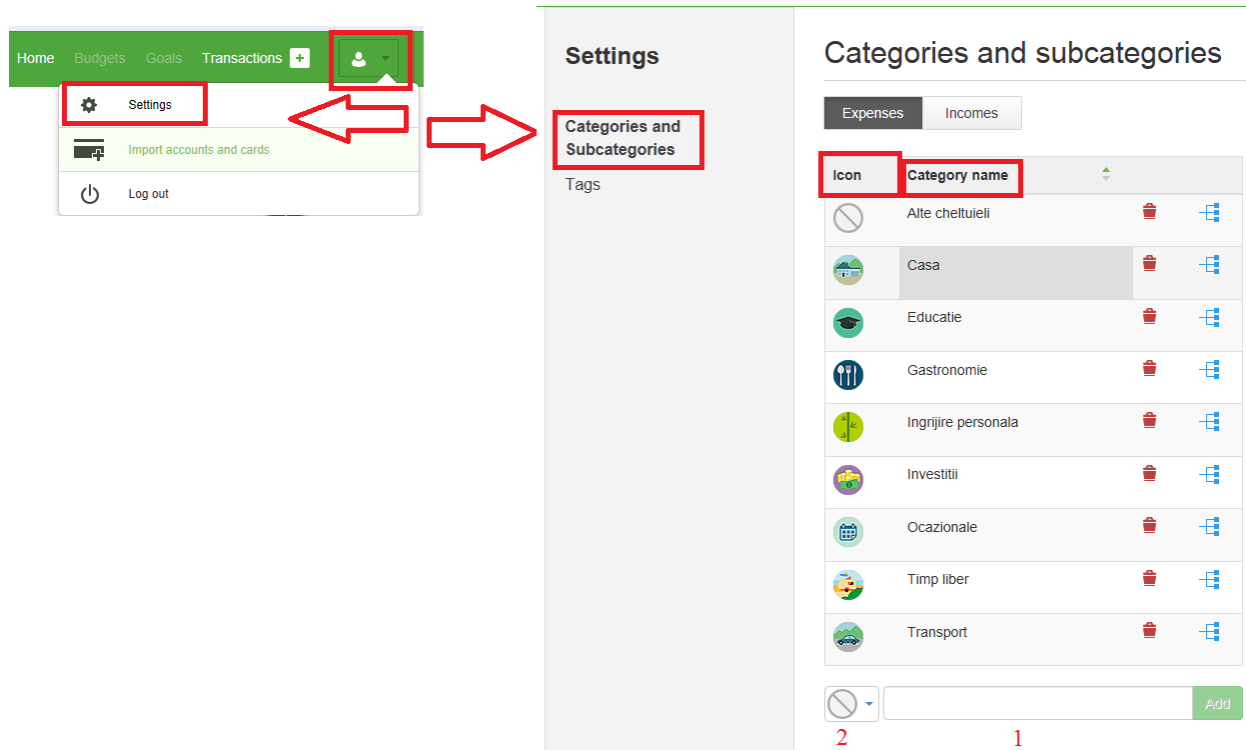 Home Budgets Goals Transactions +
Settings
Import accounts and cards
Log out
Settings
Categories and
Subcategories
Tags
Categories and subcategories
Expenses Incomes
Icon Category name
Alte cheltuieli
Casa
Educatie
Gastronomie
Ingrijire personala
Investitii
Ocazionale
Timp liber
Transport
Add
2 1